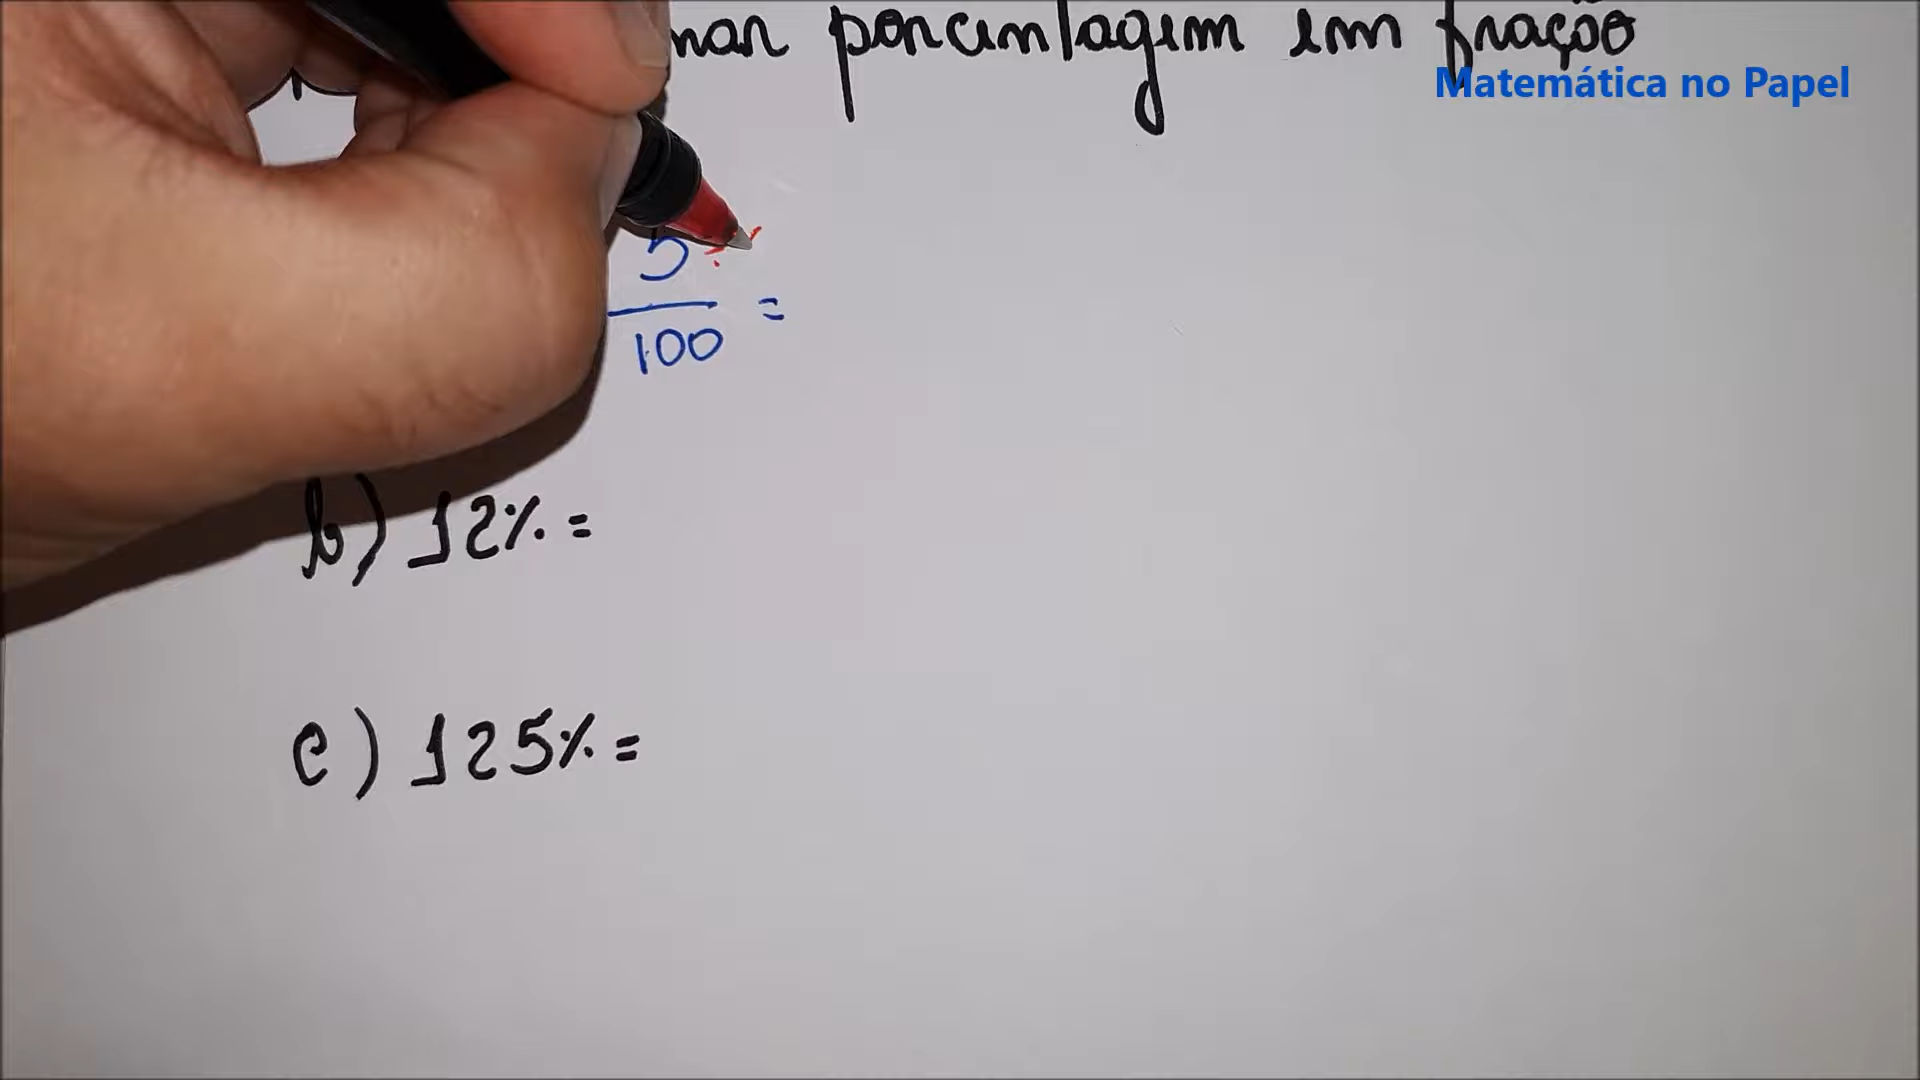 porcentagem em fração
Matemática no Papel
5 :
100 =
b) 12% =
c) 125% =